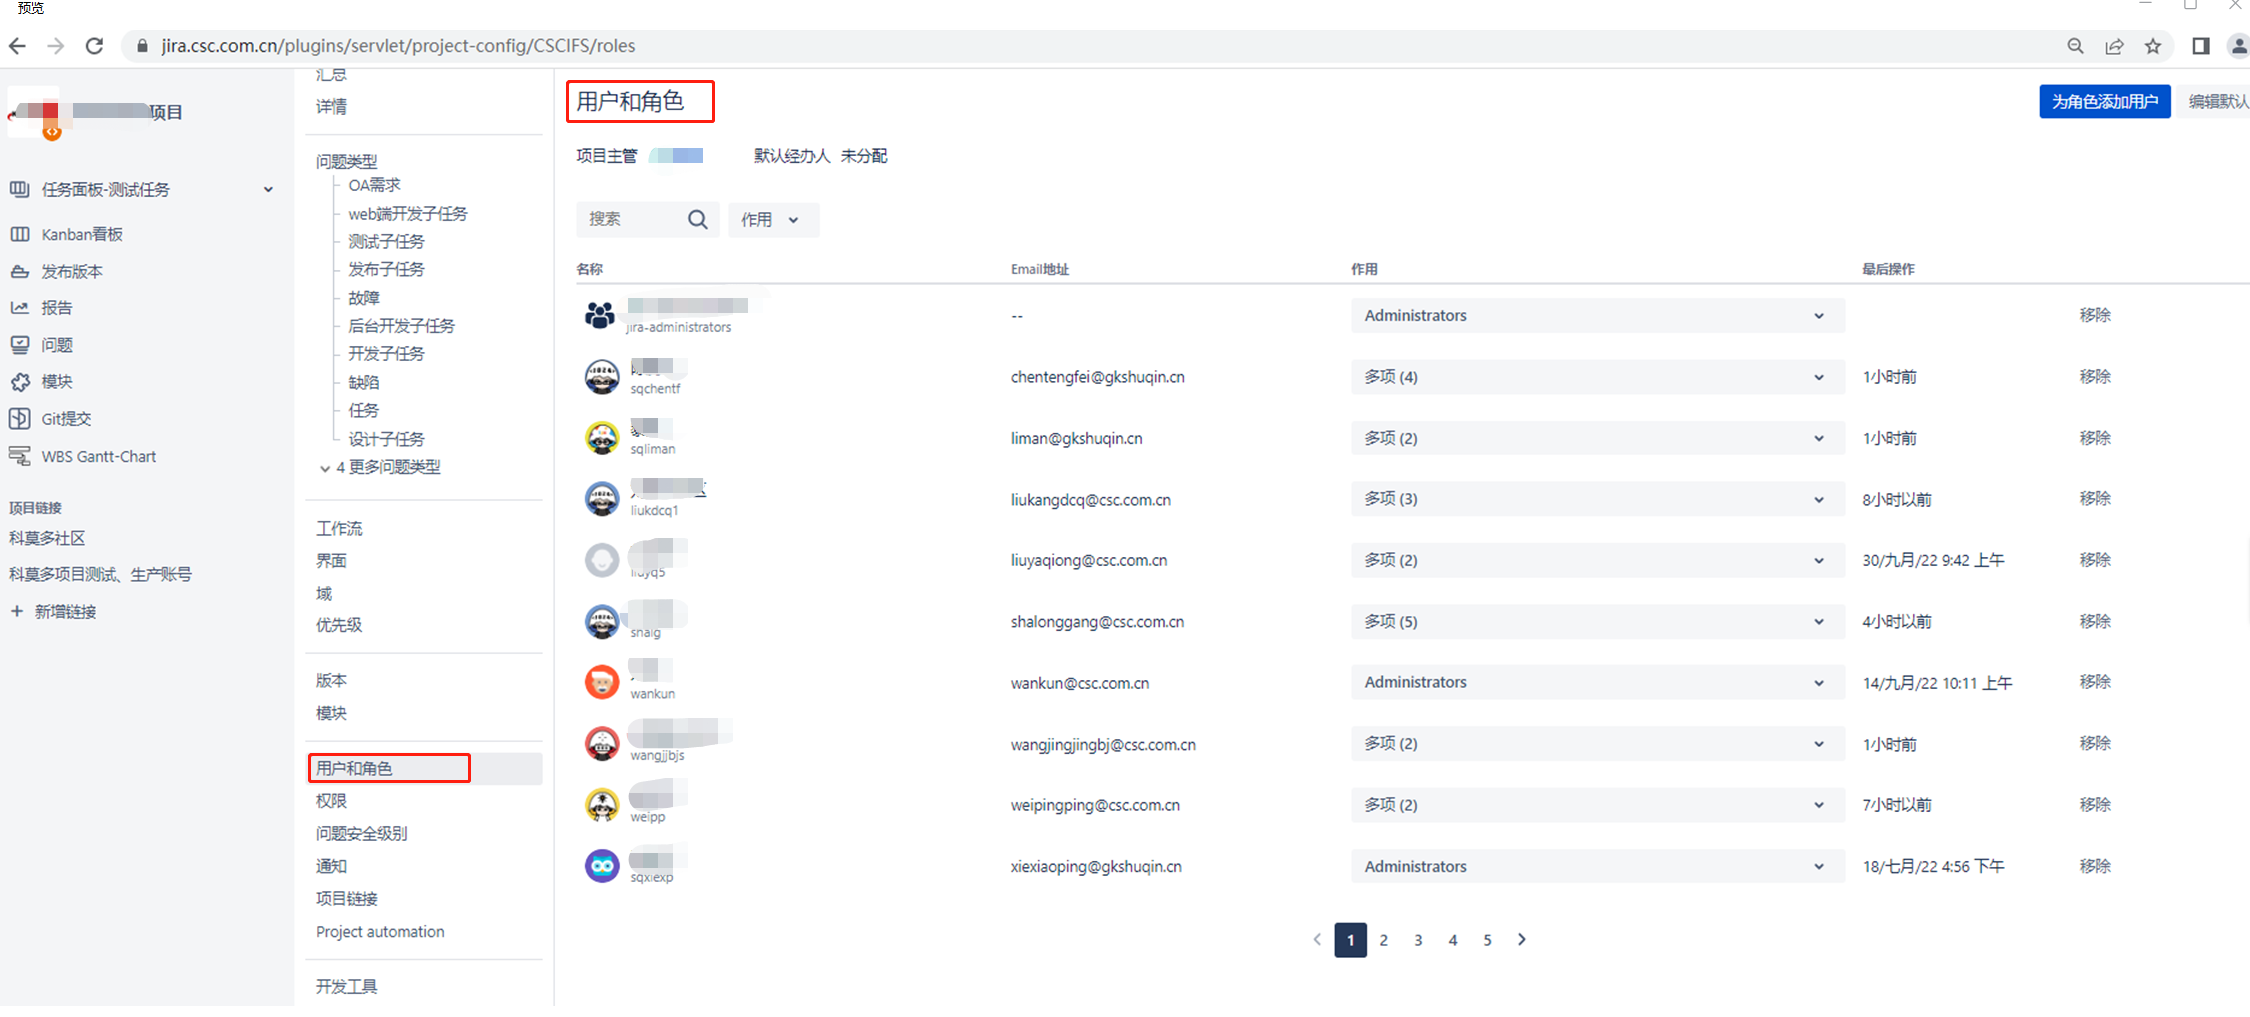 预览
jira.csc.com.cn/plugins/servlet/project-config/CSCIFS/roles
项目
任务面板-测试任务
Kanban看板
发布版本
报告
问题
模块
Git提交
WBS Gantt-Chart
项目链接
科莫多社区
科莫多项目测试、生产账号
+ 新增链接
汇总
详情
问题类型
OA需求
web端开发子任务
测试子任务
发布子任务
故障
后台开发子任务
开发子任务
缺陷
任务
设计子任务
4 更多问题类型
工作流
界面
域
优先级
版本
模块
用户和角色
权限
问题安全级别
通知
项目链接
Project automation
开发工具
用户和角色
为角色添加用户
编辑默认
项目主管
默认经办人 未分配
搜索
作用
名称 Email地址 作用 最后操作
jira-administrators -- Administrators 移除
sqchentf chentengfei@gkshuqin.cn 多项 (4) 1小时前 移除
sqliman liman@gkshuqin.cn 多项 (2) 1小时前 移除
liukdcq1 liukangdcq@csc.com.cn 多项 (3) 8小时以前 移除
liuyq5 liuyaqiong@csc.com.cn 多项 (2) 30/九月/22 9:42 上午 移除
shalg shalonggang@csc.com.cn 多项 (5) 4小时以前 移除
wankun wankun@csc.com.cn Administrators 14/九月/22 10:11 上午 移除
wangjjbjs wangjingjingbj@csc.com.cn 多项 (2) 1小时前 移除
weipp weipingping@csc.com.cn 多项 (2) 7小时以前 移除
sqxiexp xiexiaoping@gkshuqin.cn Administrators 18/七月/22 4:56 下午 移除
1 2 3 4 5